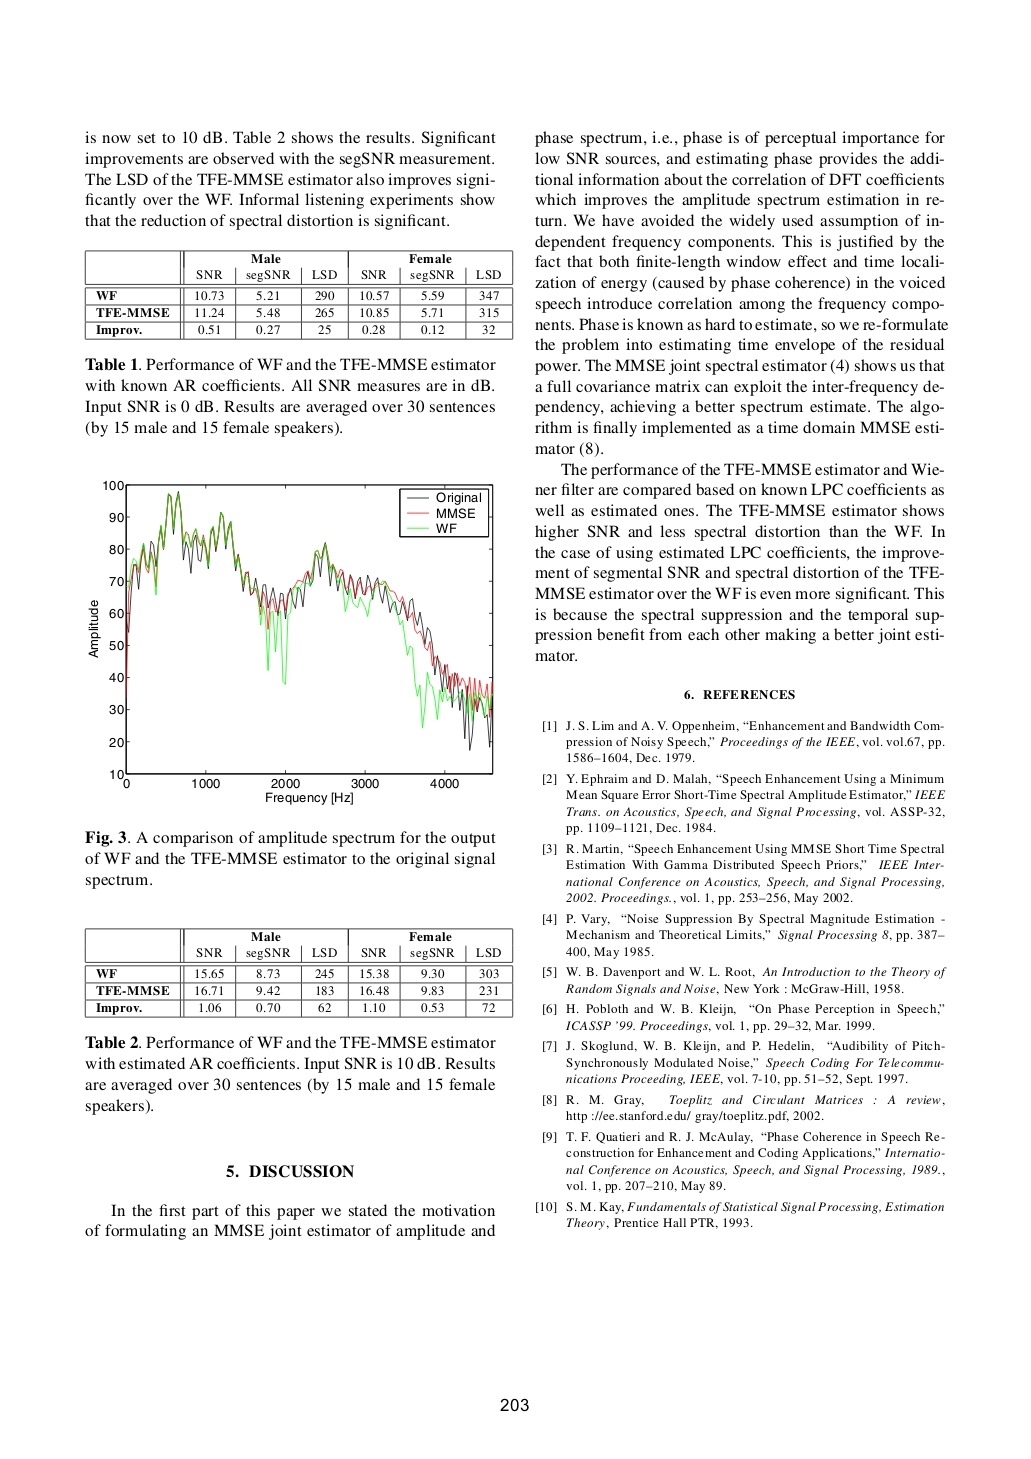 is now set to 10 dB. Table 2 shows the results. Significant
improvements are observed with the segSNR measurement.
The LSD of the TFE-MMSE estimator also improves signi-
ficantly over the WF. Informal listening experiments show
that the reduction of spectral distortion is significant.
Male Female
SNR segSNR LSD SNR segSNR LSD
WF 10.73 5.21 290 10.57 5.59 347
TFE-MMSE 11.24 5.48 265 10.85 5.71 315
Improv. 0.51 0.27 25 0.28 0.12 32
Table 1. Performance of WF and the TFE-MMSE estimator
with known AR coefficients. All SNR measures are in dB.
Input SNR is 0 dB. Results are averaged over 30 sentences
(by 15 male and 15 female speakers).
100
90
80
70
60
50
40
30
20
10
Amplitude
Original
MMSE
WF
0 1000 2000 3000 4000
Frequency [Hz]
Fig. 3. A comparison of amplitude spectrum for the output
of WF and the TFE-MMSE estimator to the original signal
spectrum.
Male Female
SNR segSNR LSD SNR segSNR LSD
WF 15.65 8.73 245 15.38 9.30 303
TFE-MMSE 16.71 9.42 183 16.48 9.83 231
Improv. 1.06 0.70 62 1.10 0.53 72
Table 2. Performance of WF and the TFE-MMSE estimator
with estimated AR coefficients. Input SNR is 10 dB. Results
are averaged over 30 sentences (by 15 male and 15 female
speakers).
5. DISCUSSION
In the first part of this paper we stated the motivation
of formulating an MMSE joint estimator of amplitude and
phase spectrum, i.e., phase is of perceptual importance for
low SNR sources, and estimating phase provides the addi-
tional information about the correlation of DFT coefficients
which improves the amplitude spectrum estimation in re-
turn. We have avoided the widely used assumption of in-
dependent frequency components. This is justified by the
fact that both finite-length window effect and time locali-
zation of energy (caused by phase coherence) in the voiced
speech introduce correlation among the frequency compo-
nents. Phase is known as hard to estimate, so we re-formulate
the problem into estimating time envelope of the residual
power. The MMSE joint spectral estimator (4) shows us that
a full covariance matrix can exploit the inter-frequency de-
pendency, achieving a better spectrum estimate. The algo-
rithm is finally implemented as a time domain MMSE esti-
mator (8).
The performance of the TFE-MMSE estimator and Wie-
ner filter are compared based on known LPC coefficients as
well as estimated ones. The TFE-MMSE estimator shows
higher SNR and less spectral distortion than the WF. In
the case of using estimated LPC coefficients, the improve-
ment of segmental SNR and spectral distortion of the TFE-
MMSE estimator over the WF is even more significant. This
is because the spectral suppression and the temporal sup-
pression benefit from each other making a better joint esti-
mator.
6. REFERENCES
[1] J. S. Lim and A. V. Oppenheim, “Enhancement and Bandwidth Com-
pression of Noisy Speech,” Proceedings of the IEEE, vol. vol.67, pp.
1586–1604, Dec. 1979.
[2] Y. Ephraim and D. Malah, “Speech Enhancement Using a Minimum
Mean Square Error Short-Time Spectral Amplitude Estimator,” IEEE
Trans. on Acoustics, Speech, and Signal Processing, vol. ASSP-32,
pp. 1109–1121, Dec. 1984.
[3] R. Martin, “Speech Enhancement Using MMSE Short Time Spectral
Estimation With Gamma Distributed Speech Priors,” IEEE Inter-
national Conference on Acoustics, Speech, and Signal Processing,
2002. Proceedings., vol. 1, pp. 253–256, May 2002.
[4] P. Vary, “Noise Suppression By Spectral Magnitude Estimation -
Mechanism and Theoretical Limits,” Signal Processing 8, pp. 387–
400, May 1985.
[5] W. B. Davenport and W. L. Root, An Introduction to the Theory of
Random Signals and Noise, New York : McGraw-Hill, 1958.
[6] H. Pobloth and W. B. Kleijn, “On Phase Perception in Speech,”
ICASSP ’99. Proceedings, vol. 1, pp. 29–32, Mar. 1999.
[7] J. Skoglund, W. B. Kleijn, and P. Hedelin, “Audibility of Pitch-
Synchronously Modulated Noise,” Speech Coding For Telecommu-
nications Proceeding, IEEE, vol. 7-10, pp. 51–52, Sept. 1997.
[8] R. M. Gray, Toeplitz and Circulant Matrices : A review,
http ://ee.stanford.edu/ gray/toeplitz.pdf, 2002.
[9] T. F. Quatieri and R. J. McAulay, “Phase Coherence in Speech Re-
construction for Enhancement and Coding Applications,” Internatio-
nal Conference on Acoustics, Speech, and Signal Processing, 1989.,
vol. 1, pp. 207–210, May 89.
[10] S. M. Kay, Fundamentals of Statistical Signal Processing, Estimation
Theory, Prentice Hall PTR, 1993.
203